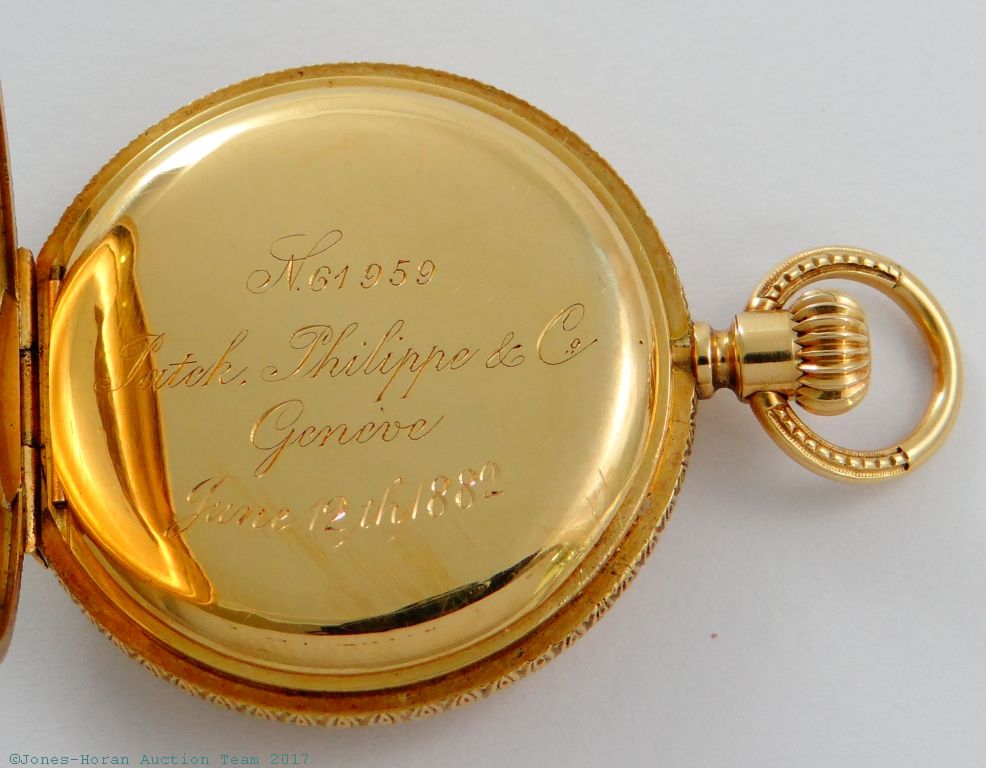 N. 61959
Patek, Philippe & Co
Genève
June 12th, 1882
©Jones-Horan Auction Team 2017